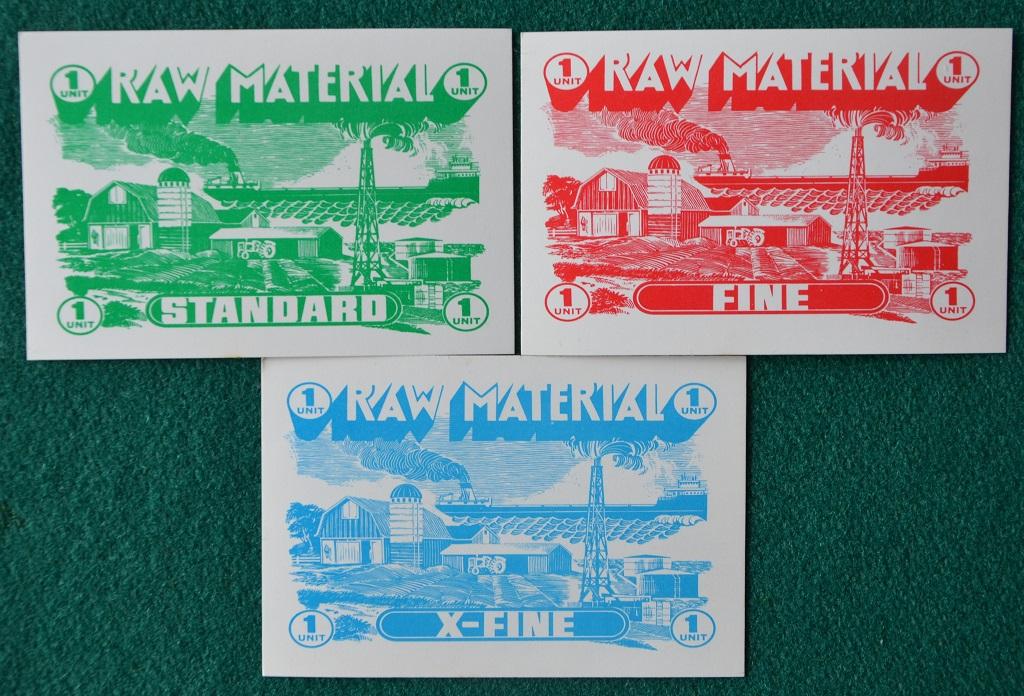 1 UNIT RAW MATERIAL 1 UNIT
1 UNIT STANDARD 1 UNIT
1 UNIT RAW MATERIAL 1 UNIT
1 UNIT FINE 1 UNIT
1 UNIT RAW MATERIAL 1 UNIT
1 UNIT X-FINE 1 UNIT